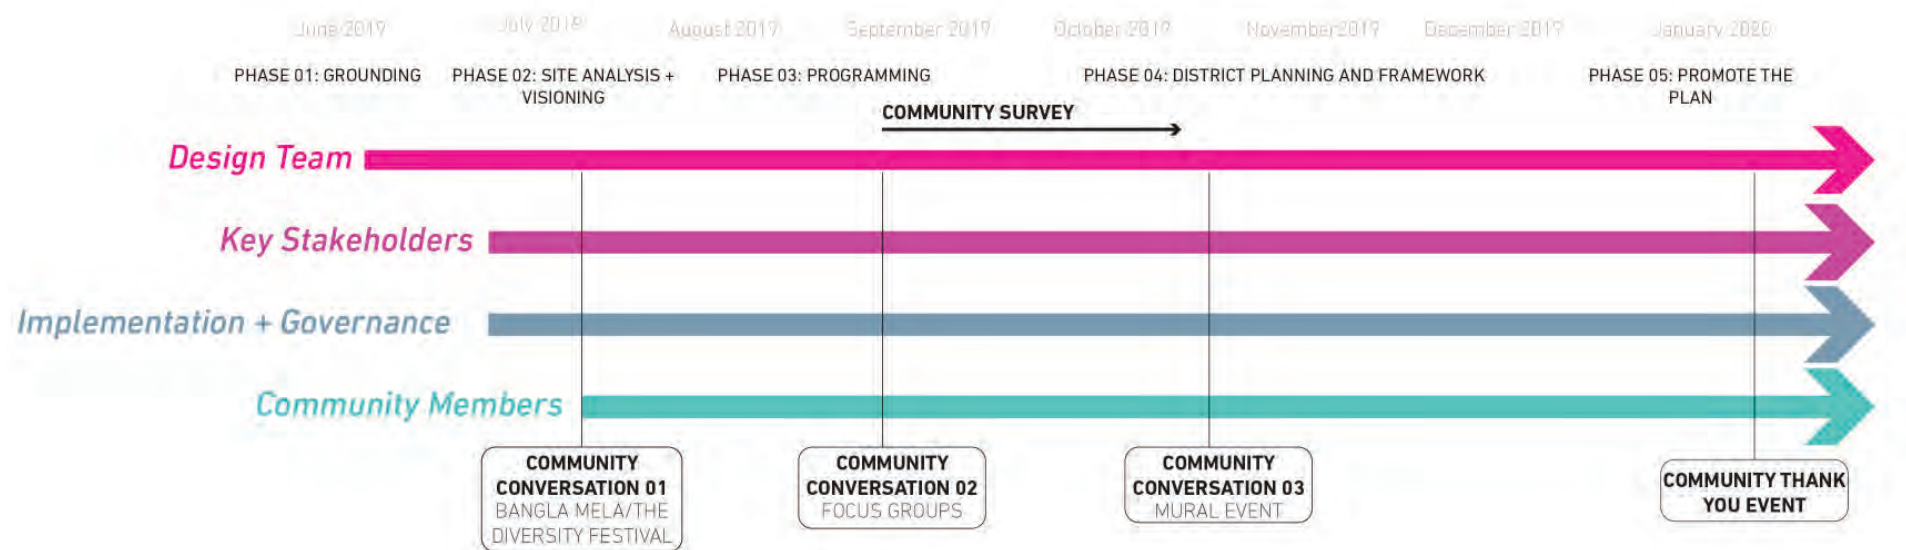 June 2019 July 2019 August 2019 September 2019 October 2019 November 2019 December 2019 January 2020
PHASE 01: GROUNDING PHASE 02: SITE ANALYSIS + PHASE 03: PROGRAMMING PHASE 04: DISTRICT PLANNING AND FRAMEWORK PHASE 05: PROMOTE THE
VISIONING PLAN
COMMUNITY SURVEY
Design Team
Key Stakeholders
Implementation + Governance
Community Members
COMMUNITY
CONVERSATION 01
BANGLA MELA/THE
DIVERSITY FESTIVAL
COMMUNITY
CONVERSATION 02
FOCUS GROUPS
COMMUNITY
CONVERSATION 03
MURAL EVENT
COMMUNITY THANK
YOU EVENT